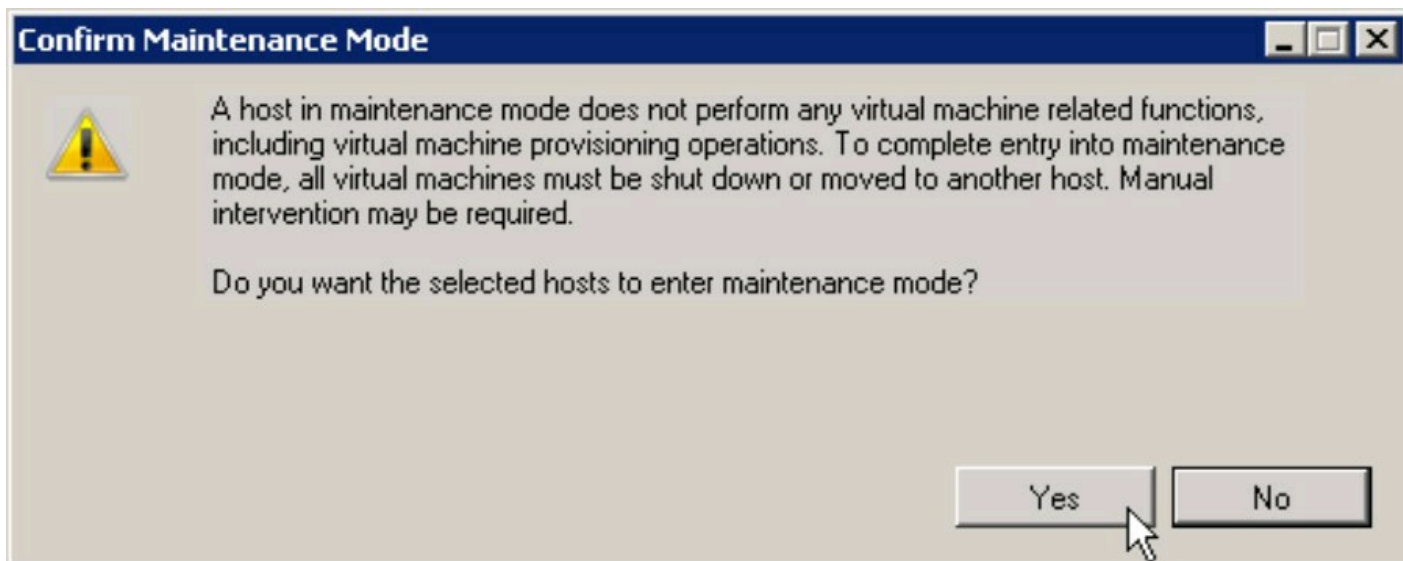 Confirm Maintenance Mode
A host in maintenance mode does not perform any virtual machine related functions,
including virtual machine provisioning operations. To complete entry into maintenance
mode, all virtual machines must be shut down or moved to another host. Manual
intervention may be required.
Do you want the selected hosts to enter maintenance mode?
Yes
No